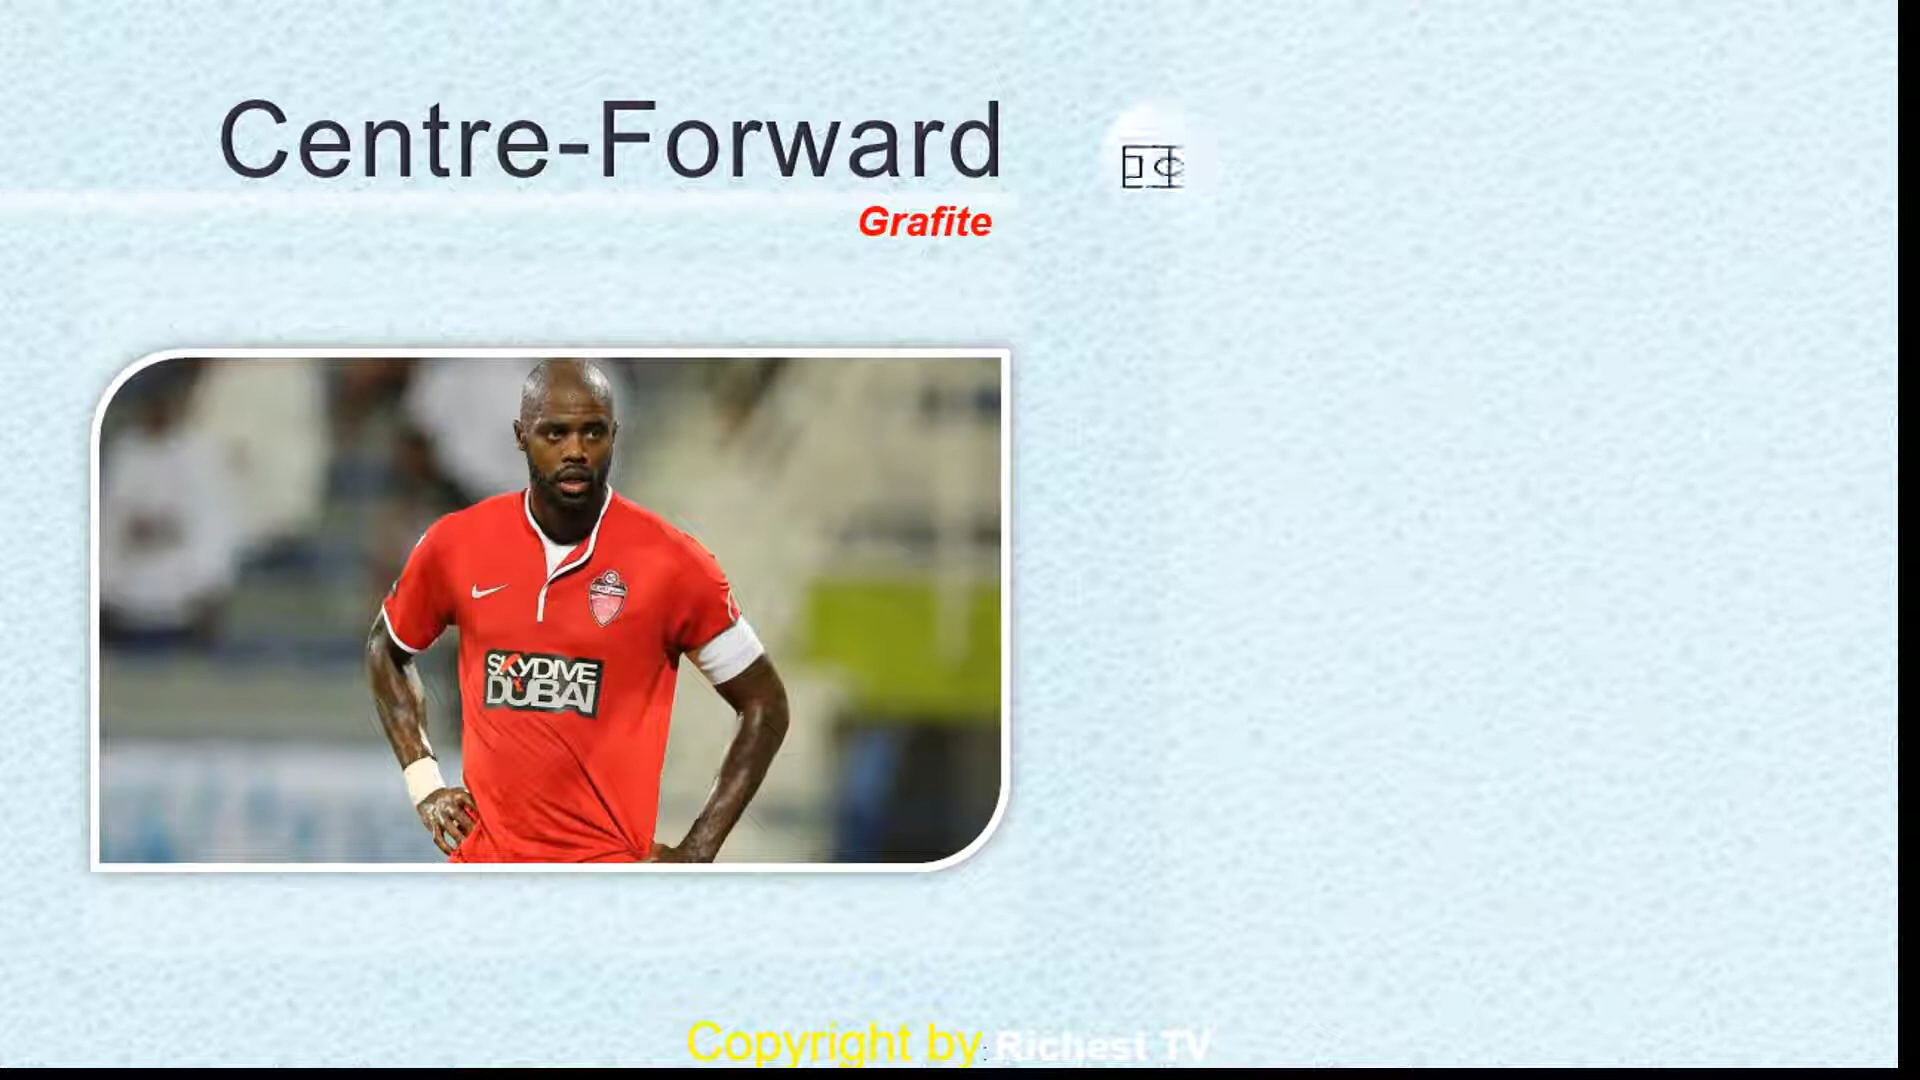 Centre-Forward
Grafite
SKYDIVE
DUBAI
Copyright by: Richest TV